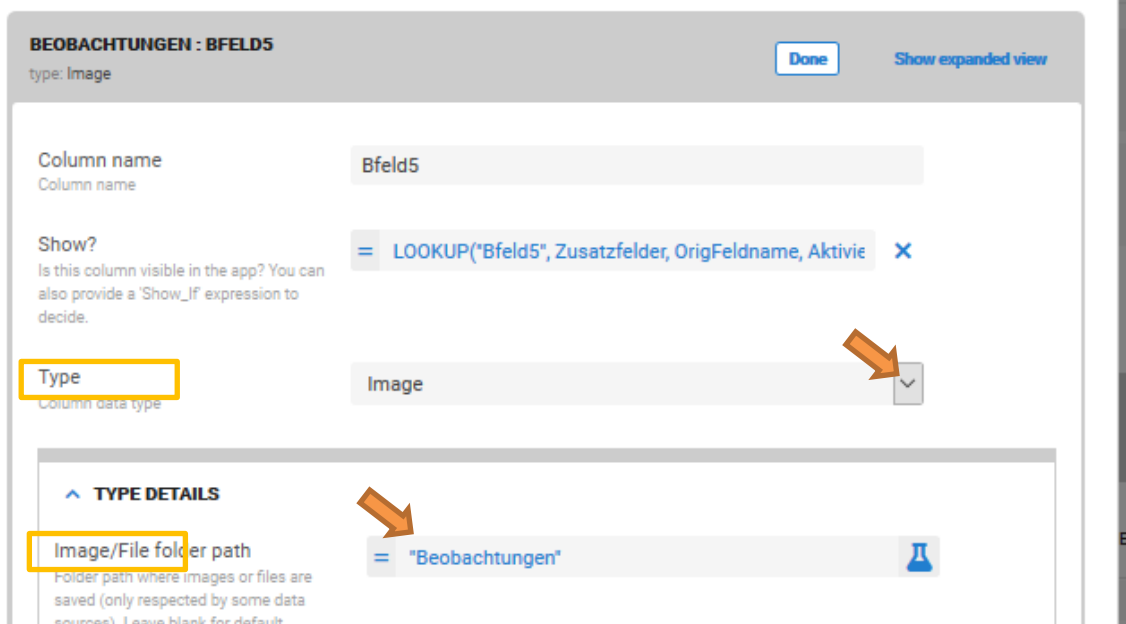 BEOBACHTUNGEN : BFELD5
type: Image
Done
Show expanded view
Column name
Column name
Bfeld5
Show?
Is this column visible in the app? You can
also provide a 'Show_If' expression to
decide.
= LOOKUP("Bfeld5", Zusatzfelder, OrigFeldname, Aktivie
Type
Column data type
Image
TYPE DETAILS
Image/File folder path
Folder path where images or files are
saved (only respected by some data
sources). Leave blank for default
= "Beobachtungen"